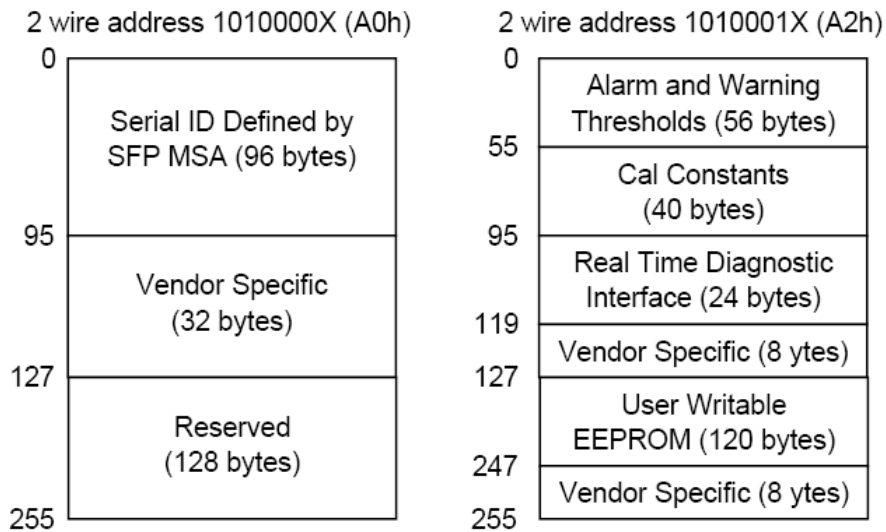 2 wire address 1010000X (A0h)
0
Serial ID Defined by
SFP MSA (96 bytes)
95
Vendor Specific
(32 bytes)
127
Reserved
(128 bytes)
255
2 wire address 1010001X (A2h)
0
Alarm and Warning
Thresholds (56 bytes)
55
Cal Constants
(40 bytes)
95
Real Time Diagnostic
Interface (24 bytes)
119
Vendor Specific (8 ytes)
127
User Writable
EEPROM (120 bytes)
247
Vendor Specific (8 ytes)
255